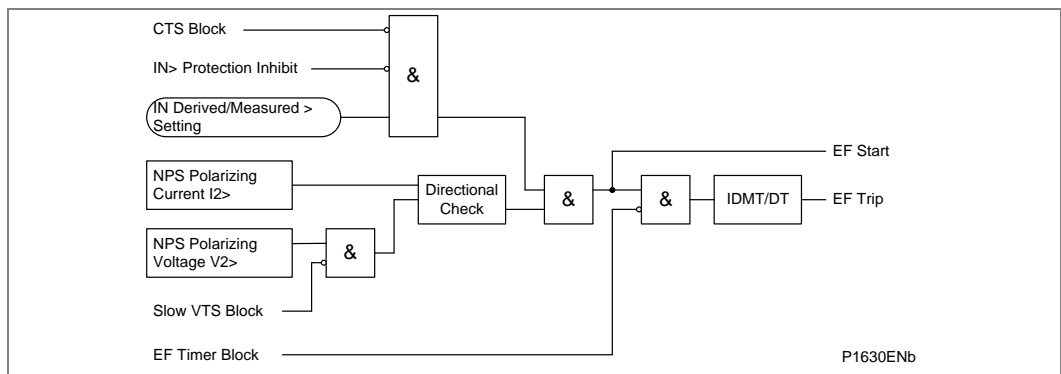 CTS Block
IN> Protection Inhibit
&
IN Derived/Measured >
Setting
EF Start
NPS Polarizing
Current I2>
Directional
Check
&
&
IDMT/DT
EF Trip
NPS Polarizing
Voltage V2>
&
Slow VTS Block
EF Timer Block
P1630ENb